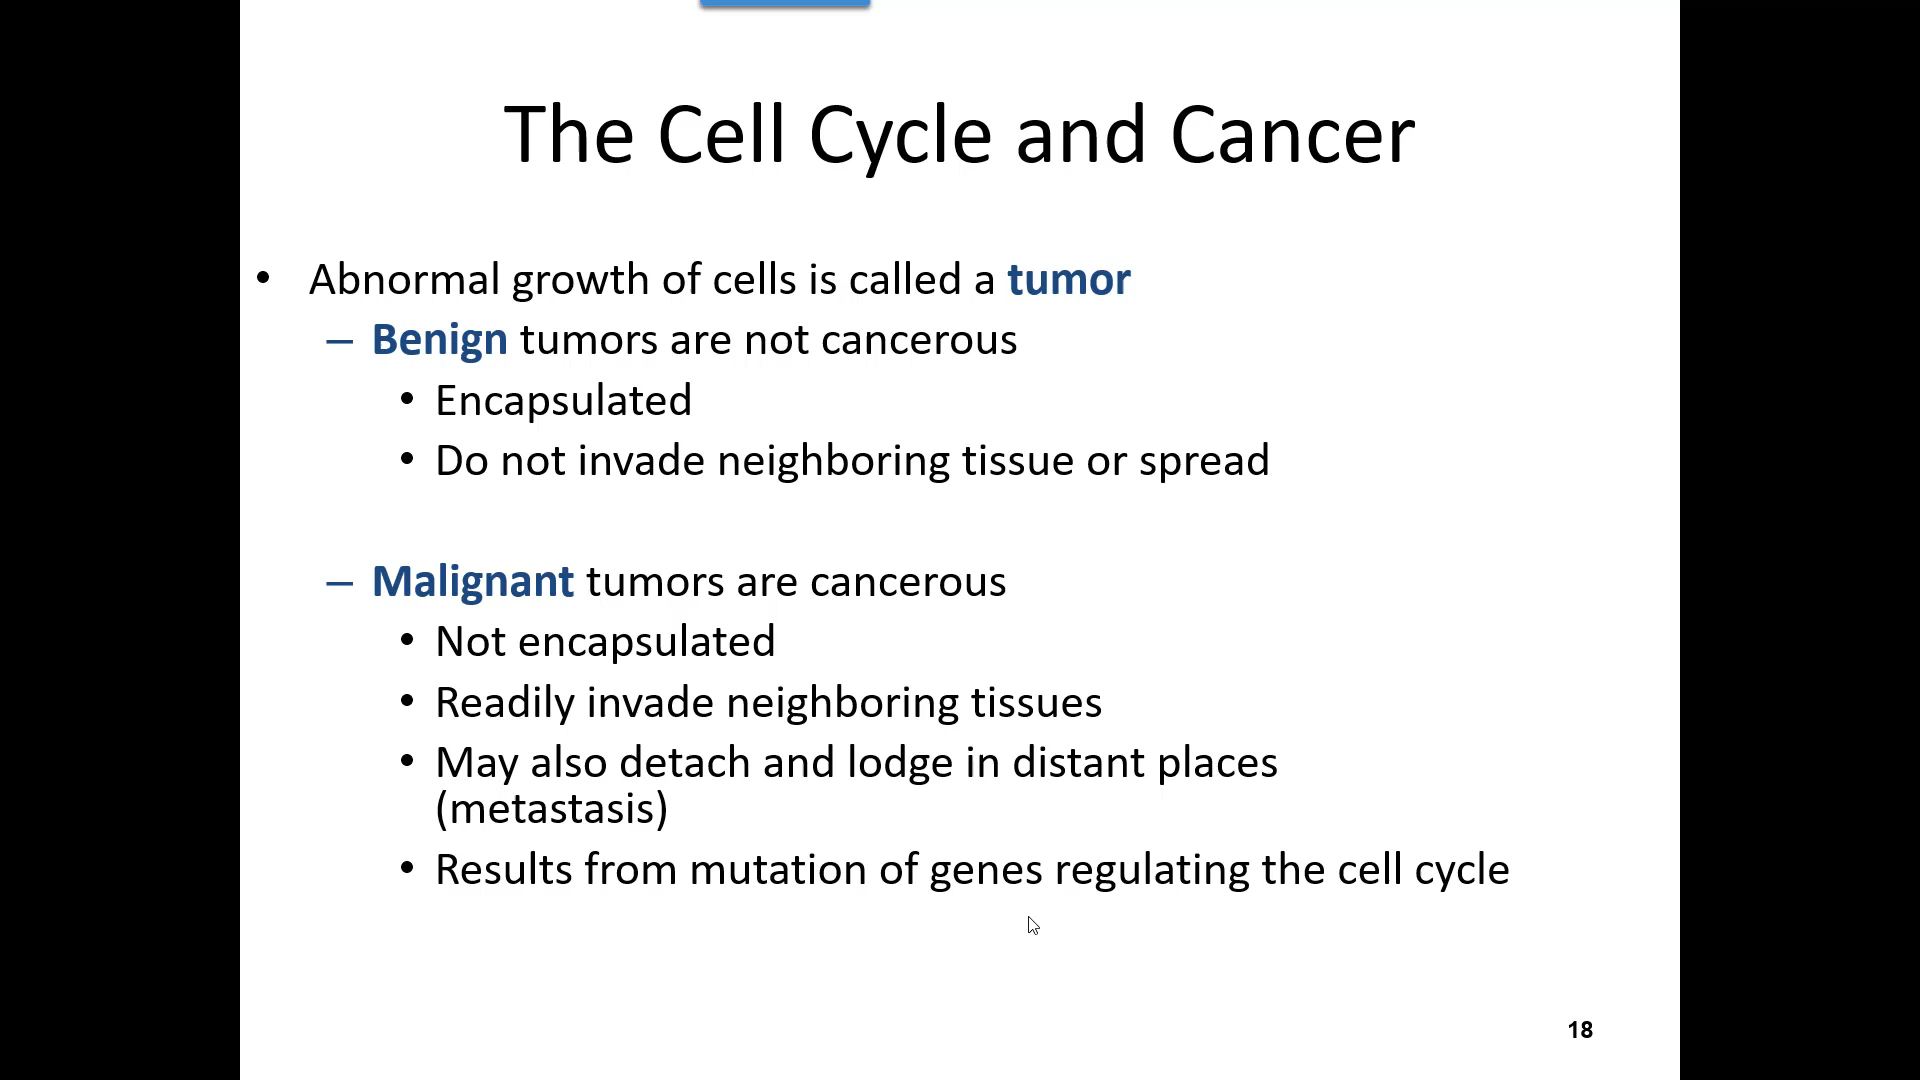 The Cell Cycle and Cancer
• Abnormal growth of cells is called a tumor
– Benign tumors are not cancerous
• Encapsulated
• Do not invade neighboring tissue or spread
– Malignant tumors are cancerous
• Not encapsulated
• Readily invade neighboring tissues
• May also detach and lodge in distant places
(metastasis)
• Results from mutation of genes regulating the cell cycle
18